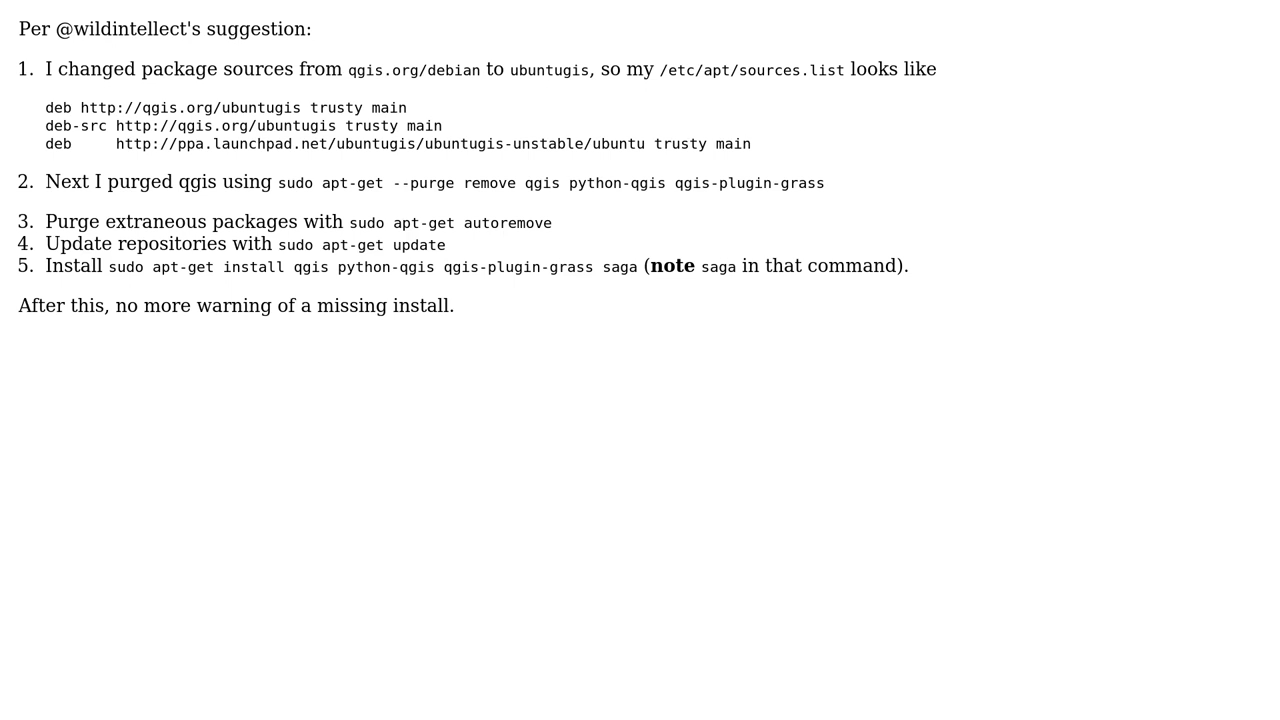 Per @wildintellect's suggestion:
1. I changed package sources from qgis.org/debian to ubuntugis, so my /etc/apt/sources.list looks like
deb http://qgis.org/ubuntugis trusty main
deb-src http://qgis.org/ubuntugis trusty main
deb     http://ppa.launchpad.net/ubuntugis/ubuntugis-unstable/ubuntu trusty main
2. Next I purged qgis using sudo apt-get --purge remove qgis python-qgis qgis-plugin-grass
3. Purge extraneous packages with sudo apt-get autoremove
4. Update repositories with sudo apt-get update
5. Install sudo apt-get install qgis python-qgis qgis-plugin-grass saga (note saga in that command).
After this, no more warning of a missing install.